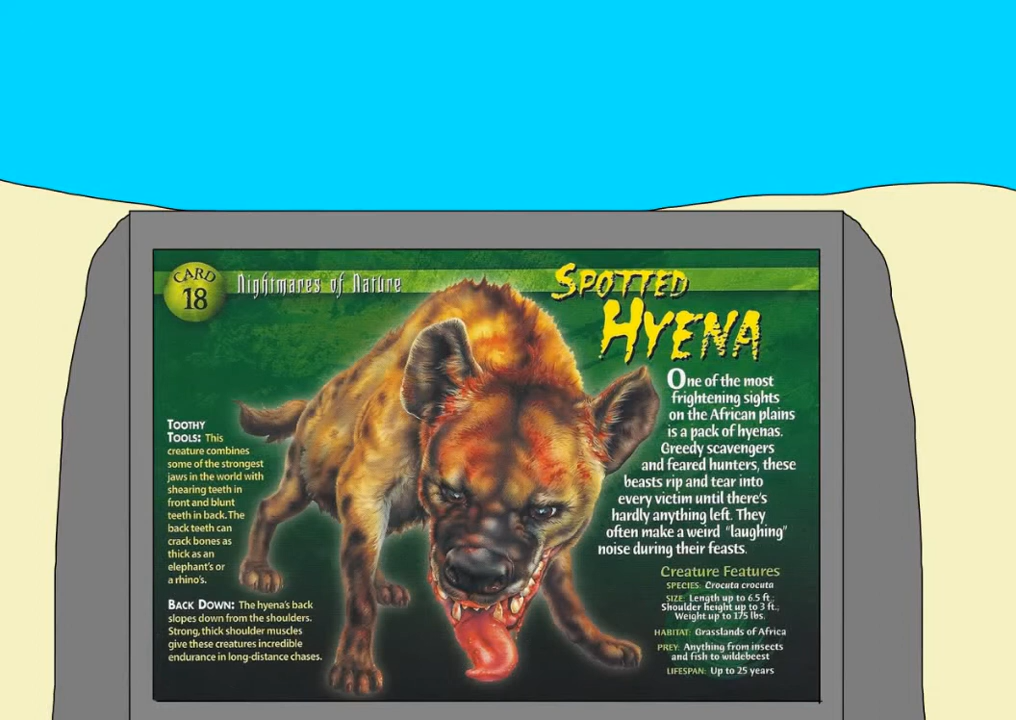 CARD
18
Nightmares of Nature
SPOTTED
HYENA
One of the most
frightening sights
on the African plains
is a pack of hyenas.
Greedy scavengers
and feared hunters, these
beasts rip and tear into
every victim until there's
hardly anything left. They
often make a weird "laughing"
noise during their feasts.
TOOTHY
TOOLS: This
creature combines
some of the strongest
jaws in the world with
shearing teeth in
front and blunt
teeth in back. The
back teeth can
crack bones as
thick as an
elephant's or
a rhino's.
BACK DOWN: The hyena's back
slopes down from the shoulders.
Strong, thick shoulder muscles
give these creatures incredible
endurance in long-distance chases.
Creature Features
SPECIES: Crocuta crocuta
SIZE: Length up to 6.5 ft.;
Shoulder height up to 3 ft.;
Weight up to 175 lbs.
HABITAT: Grasslands of Africa
PREY: Anything from insects
and fish to wildebeest
LIFESPAN: Up to 25 years